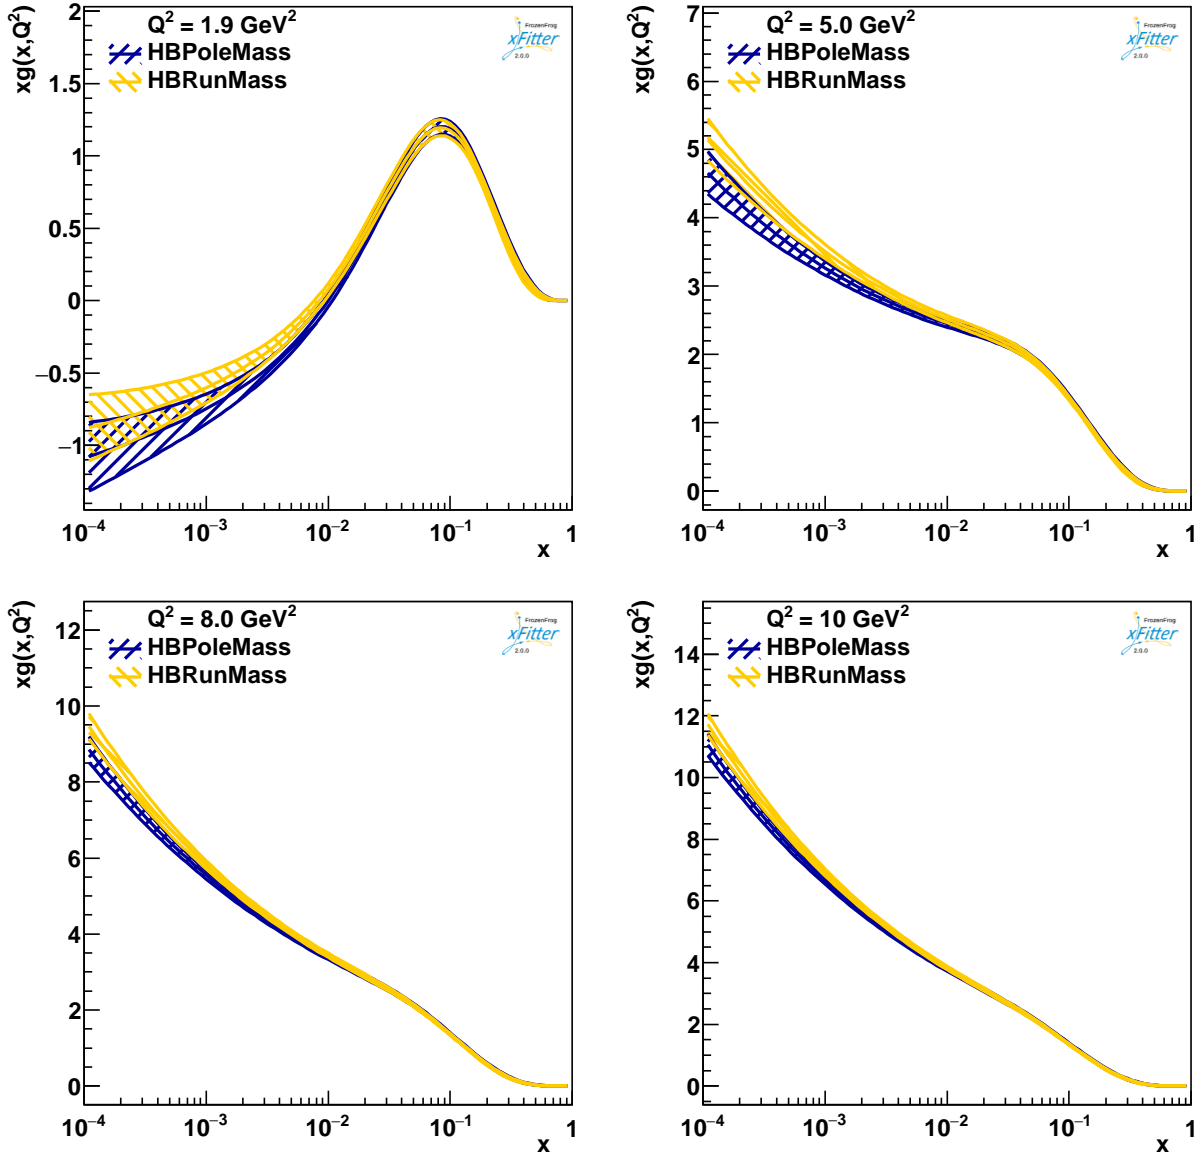 Q² = 1.9 GeV²
HBPoleMass
HBRunMass
FrozenFrog
xFitter
2.0.0
xg(x,Q²)
2
1.5
1
0.5
0
−0.5
−1
10⁻⁴ 10⁻³ 10⁻² 10⁻¹ 1
x
Q² = 5.0 GeV²
HBPoleMass
HBRunMass
FrozenFrog
xFitter
2.0.0
xg(x,Q²)
7
6
5
4
3
2
1
0
10⁻⁴ 10⁻³ 10⁻² 10⁻¹ 1
x
Q² = 8.0 GeV²
HBPoleMass
HBRunMass
FrozenFrog
xFitter
2.0.0
xg(x,Q²)
12
10
8
6
4
2
0
10⁻⁴ 10⁻³ 10⁻² 10⁻¹ 1
x
Q² = 10 GeV²
HBPoleMass
HBRunMass
FrozenFrog
xFitter
2.0.0
xg(x,Q²)
14
12
10
8
6
4
2
0
10⁻⁴ 10⁻³ 10⁻² 10⁻¹ 1
x